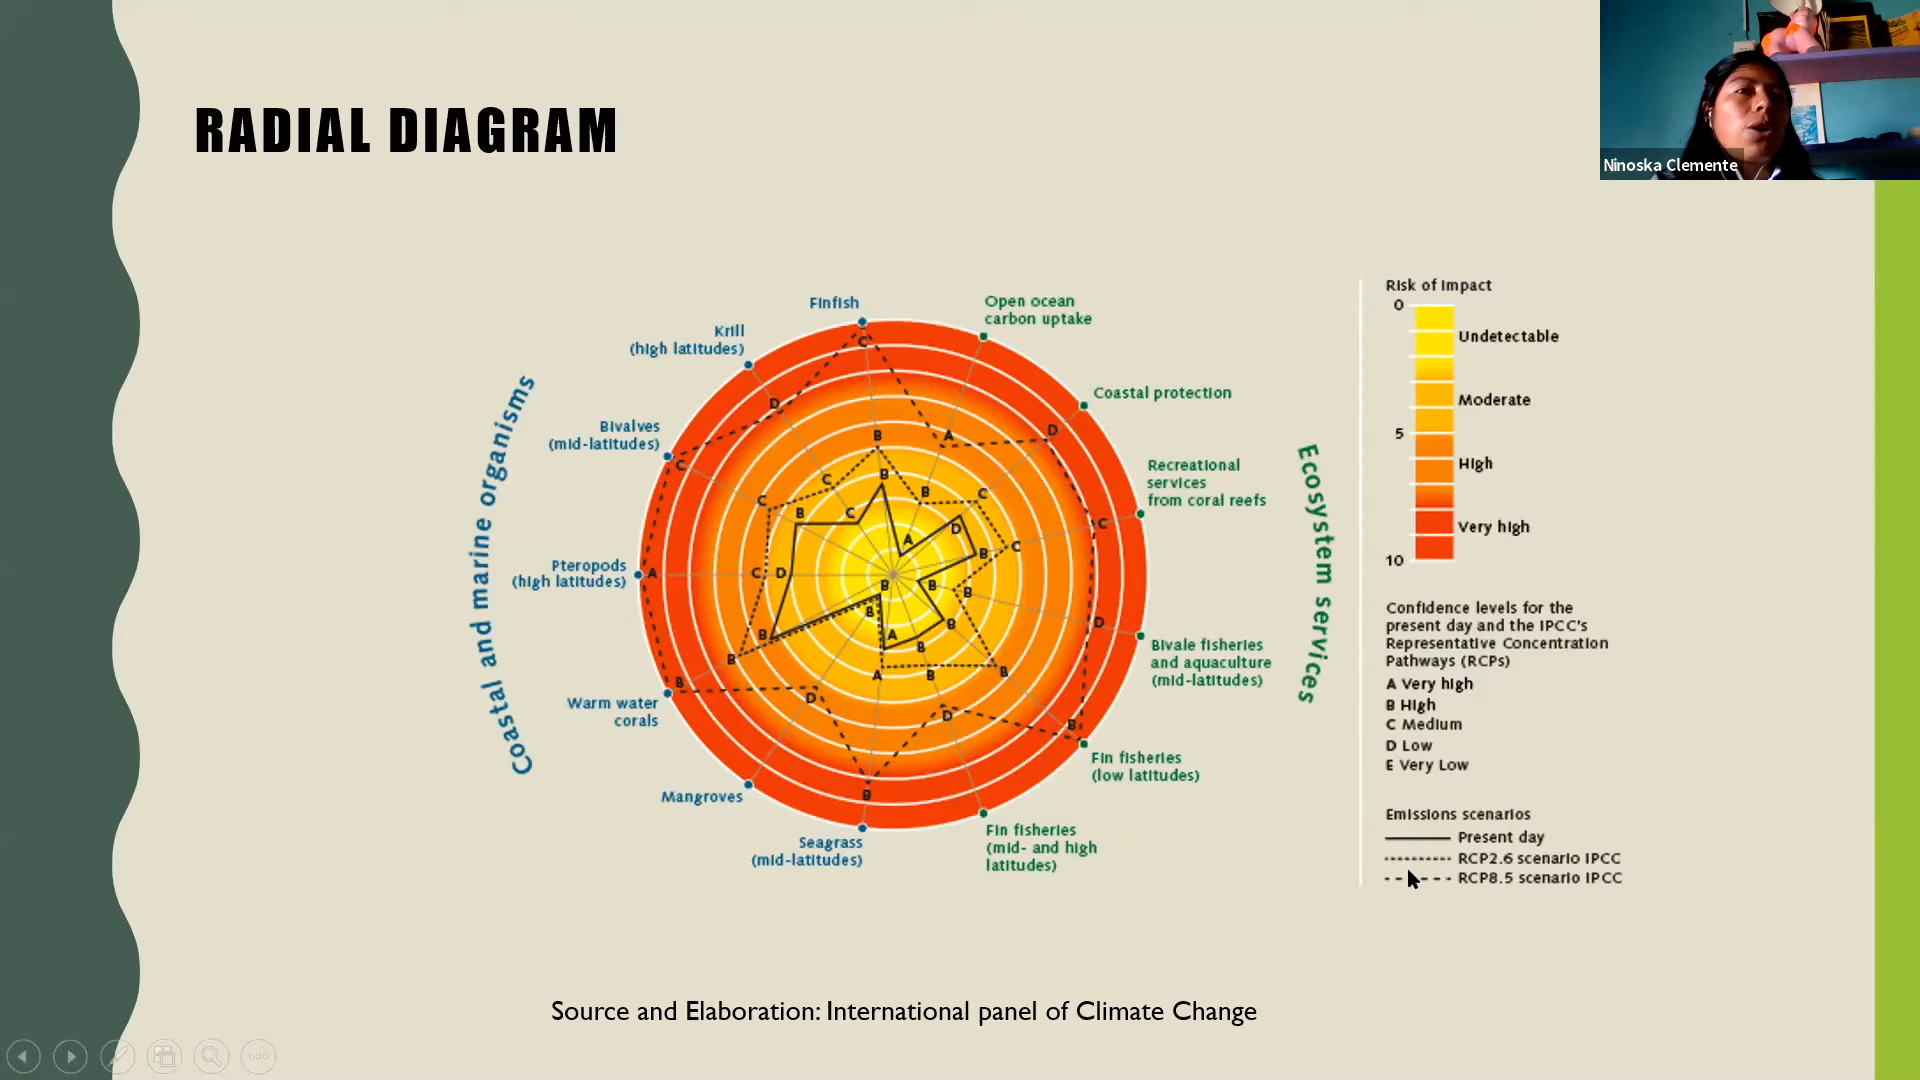 RADIAL DIAGRAM
Ninoska Clemente
Coastal and marine organisms
Ecosystem services
Finfish
Krill
(high latitudes)
Bivalves
(mid-latitudes)
Pteropods
(high latitudes)
Warm water
corals
Mangroves
Seagrass
(mid-latitudes)
Open ocean
carbon uptake
Coastal protection
Recreational
services
from coral reefs
Bivale fisheries
and aquaculture
(mid-latitudes)
Fin fisheries
(low latitudes)
Fin fisheries
(mid- and high
latitudes)
C
D
B
A
D
C
C
B
B
C
C
C
B
C
D
B
A
B
C
A
C
D
B
B
B
D
B
B
B
A
B
B
B
A
B
B
D
D
B
Risk of impact
0
Undetectable
Moderate
5
High
Very high
10
Confidence levels for the
present day and the IPCC's
Representative Concentration
Pathways (RCPs)
A Very high
B High
C Medium
D Low
E Very Low
Emissions scenarios
Present day
RCP2.6 scenario IPCC
RCP8.5 scenario IPCC
Source and Elaboration: International panel of Climate Change